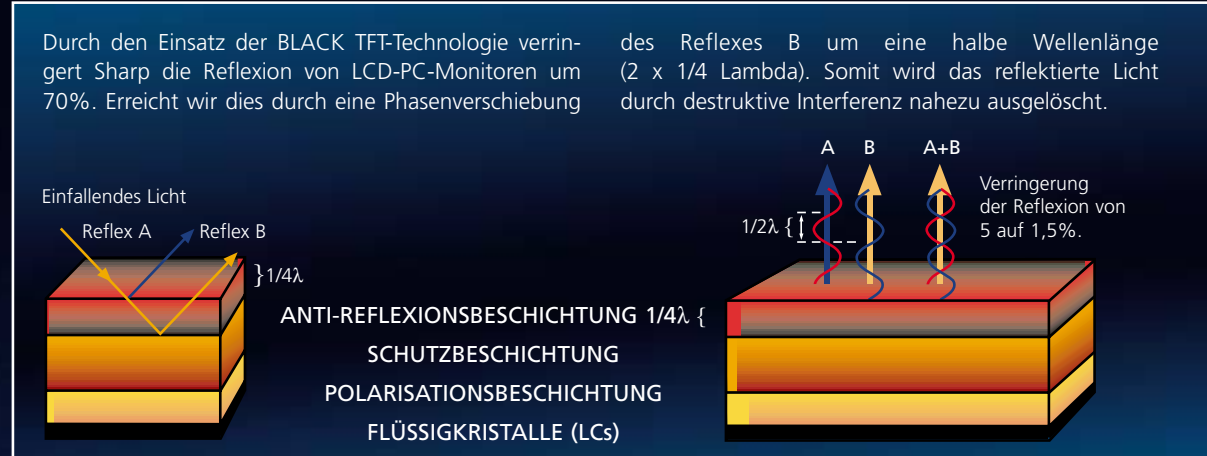 Durch den Einsatz der BLACK TFT-Technologie verrin-
gert Sharp die Reflexion von LCD-PC-Monitoren um
70%. Erreicht wir dies durch eine Phasenverschiebung
des Reflexes B um eine halbe Wellenlänge
(2 x 1/4 Lambda). Somit wird das reflektierte Licht
durch destruktive Interferenz nahezu ausgelöscht.
Einfallendes Licht
Reflex A
Reflex B
}1/4λ
A
B
A+B
1/2λ {
Verringerung
der Reflexion von
5 auf 1,5%.
ANTI-REFLEXIONSBESCHICHTUNG 1/4λ {
SCHUTZBESCHICHTUNG
POLARISATIONSBESCHICHTUNG
FLÜSSIGKRISTALLE (LCs)